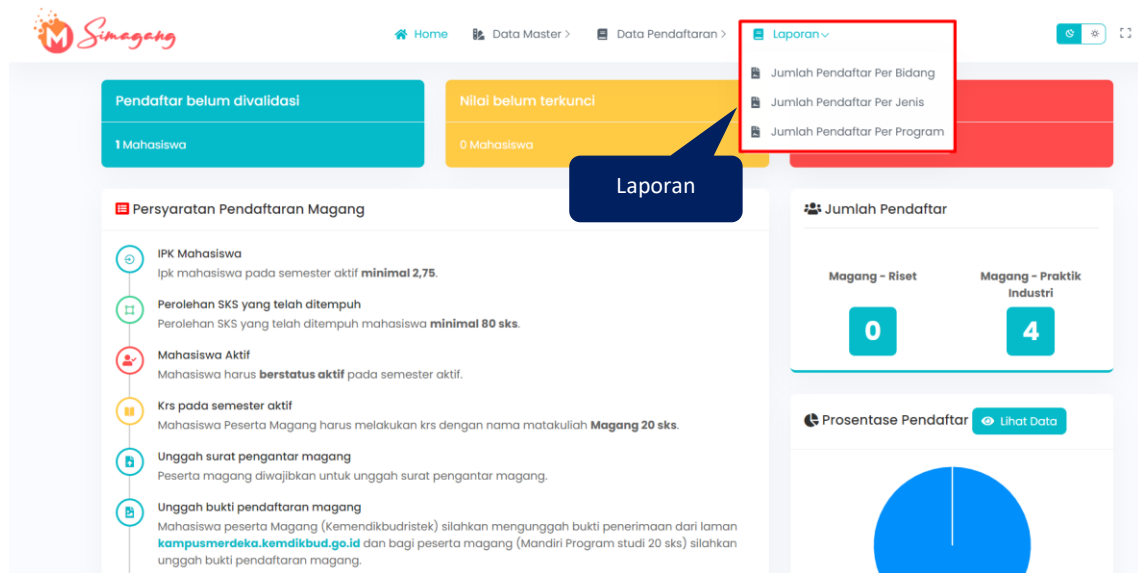 M Simagang
Home
Data Master >
Data Pendaftaran >
Laporan
Jumlah Pendaftar Per Bidang
Jumlah Pendaftar Per Jenis
Jumlah Pendaftar Per Program
Pendaftar belum divalidasi
1 Mahasiswa
Nilai belum terkunci
0 Mahasiswa
Laporan
Persyaratan Pendaftaran Magang
IPK Mahasiswa
Ipk mahasiswa pada semester aktif minimal 2,75.
Perolehan SKS yang telah ditempuh
Perolehan SKS yang telah ditempuh mahasiswa minimal 80 sks.
Mahasiswa Aktif
Mahasiswa harus berstatus aktif pada semester aktif.
Krs pada semester aktif
Mahasiswa Peserta Magang harus melakukan krs dengan nama matakuliah Magang 20 sks.
Unggah surat pengantar magang
Peserta magang diwajibkan untuk unggah surat pengantar magang.
Unggah bukti pendaftaran magang
Mahasiswa peserta Magang (Kemendikbudristek) silahkan mengunggah bukti penerimaan dari laman
kampusmerdeka.kemdikbud.go.id dan bagi peserta magang (Mandiri Program studi 20 sks) silahkan
unggah bukti pendaftaran magang.
Jumlah Pendaftar
Magang - Riset
0
Magang - Praktik
Industri
4
Prosentase Pendaftar
Lihat Data